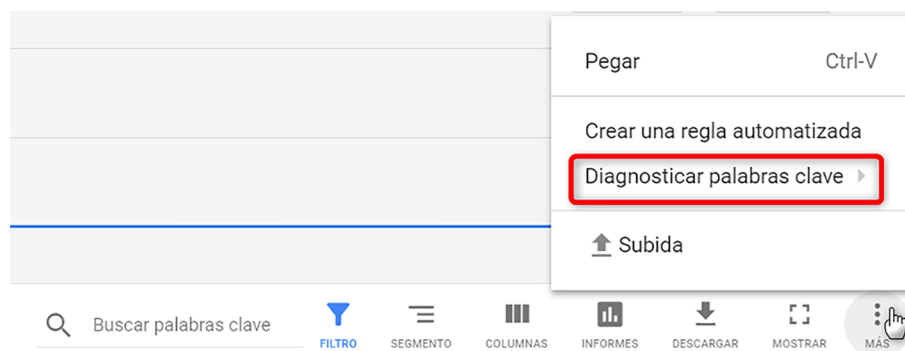 Pegar Ctrl-V
Crear una regla automatizada
Diagnosticar palabras clave
Subida
Buscar palabras clave
FILTRO SEGMENTO COLUMNAS INFORMES DESCARGAR MOSTRAR MÁS